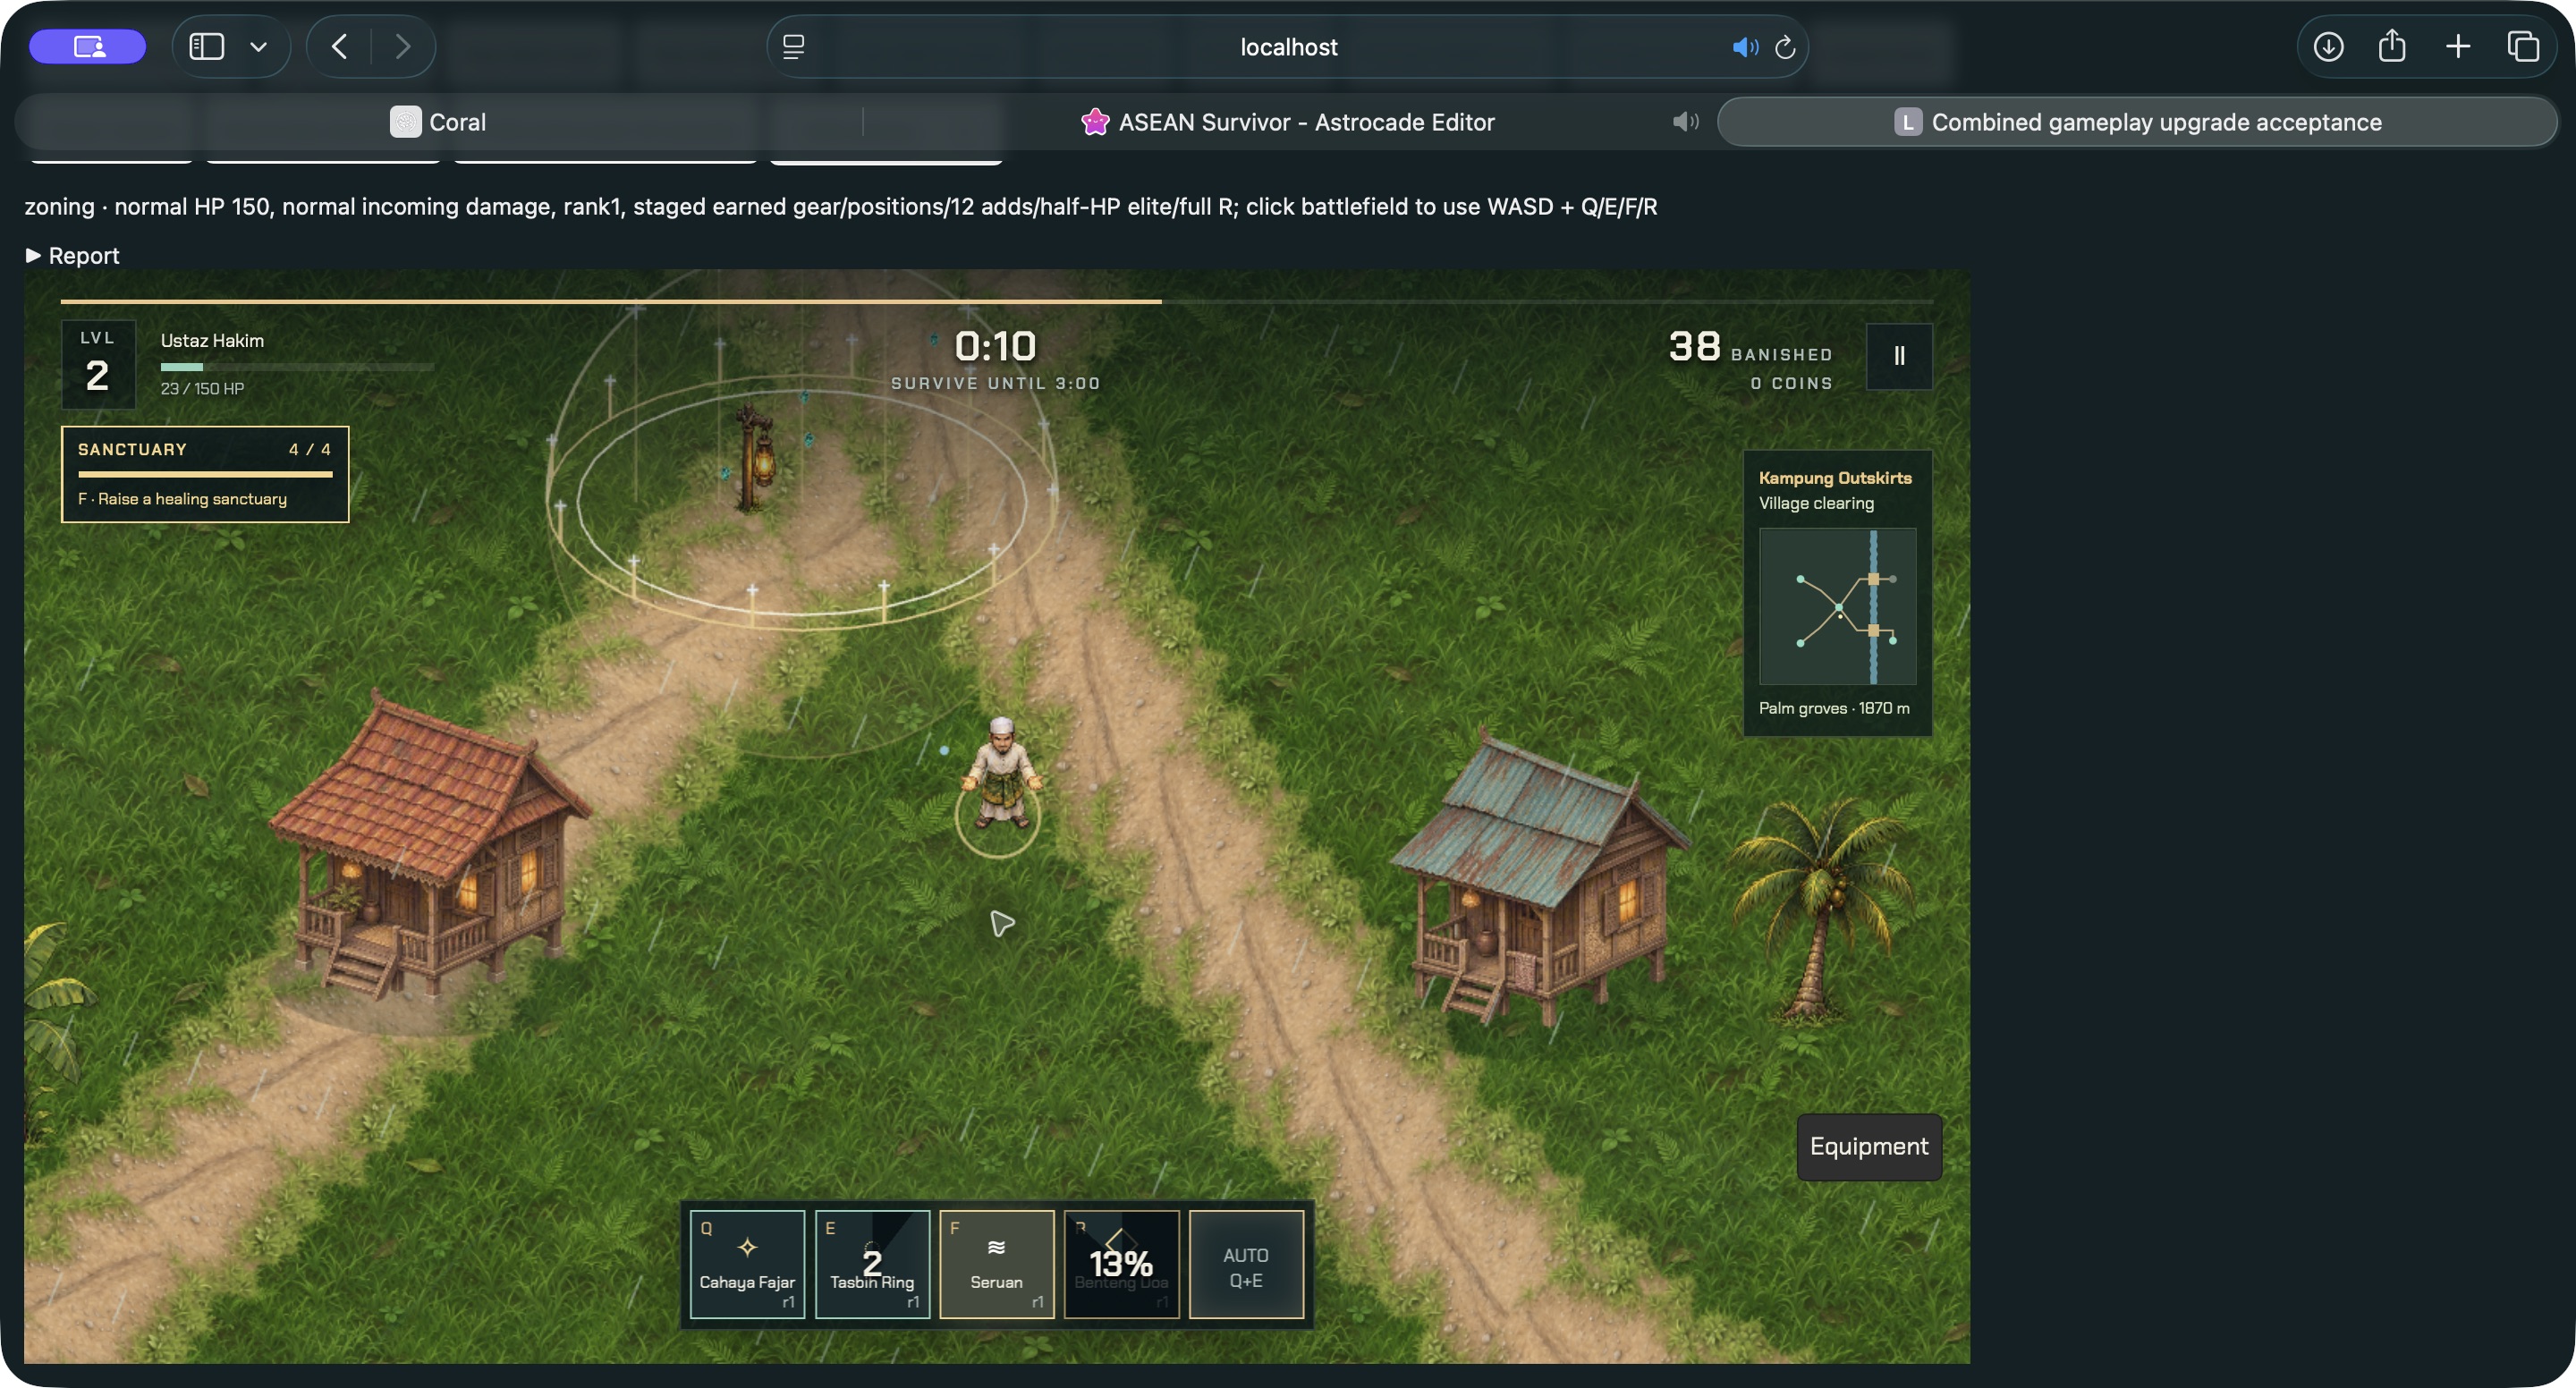 localhost
Coral
ASEAN Survivor - Astrocade Editor
L
Combined gameplay upgrade acceptance
zoning · normal HP 150, normal incoming damage, rank1, staged earned gear/positions/12 adds/half-HP elite/full R; click battlefield to use WASD + Q/E/F/R
Report
LVL
2
Ustaz Hakim
23 / 150 HP
0:10
SURVIVE UNTIL 3:00
38 BANISHED
0 COINS
SANCTUARY 4 / 4
F · Raise a healing sanctuary
Kampung Outskirts
Village clearing
Palm groves · 1870 m
Equipment
Q
Cahaya Fajar
r1
E
2
Tasbih Ring
r1
F
Seruan
r1
R
13%
Benteng Doa
r1
AUTO
Q+E